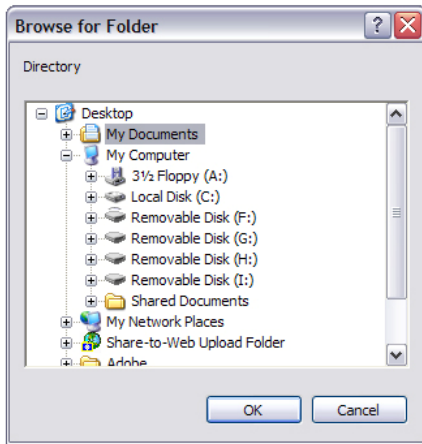 Browse for Folder
Directory
Desktop
My Documents
My Computer
3½ Floppy (A:)
Local Disk (C:)
Removable Disk (F:)
Removable Disk (G:)
Removable Disk (H:)
Removable Disk (I:)
Shared Documents
My Network Places
Share-to-Web Upload Folder
Adobe
OK Cancel